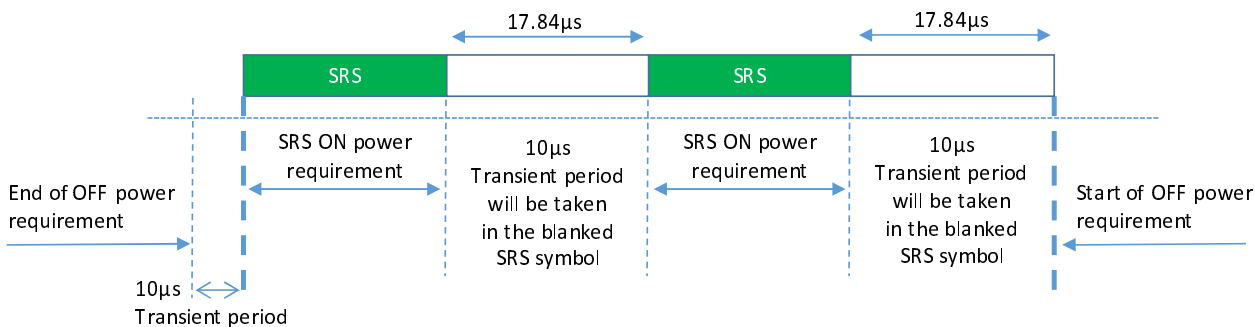 17.84µs
17.84µs
SRS
SRS
SRS ON power
requirement
10µs
Transient period
will be taken
in the blanked
SRS symbol
SRS ON power
requirement
10µs
Transient period
will be taken
in the blanked
SRS symbol
End of OFF power
requirement
Start of OFF power
requirement
10µs
Transient period